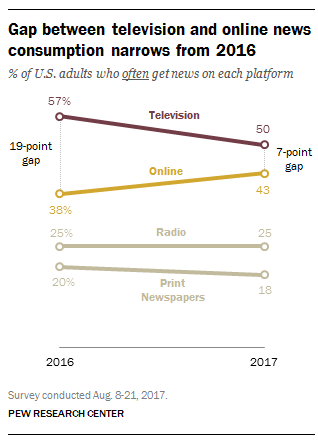 Gap between television and online news
consumption narrows from 2016
% of U.S. adults who often get news on each platform
57%
Television
50
19-point
gap
7-point
gap
Online
38%
43
25%
Radio
25
20%
Print
Newspapers
18
2016
2017
Survey conducted Aug. 8-21, 2017.
PEW RESEARCH CENTER